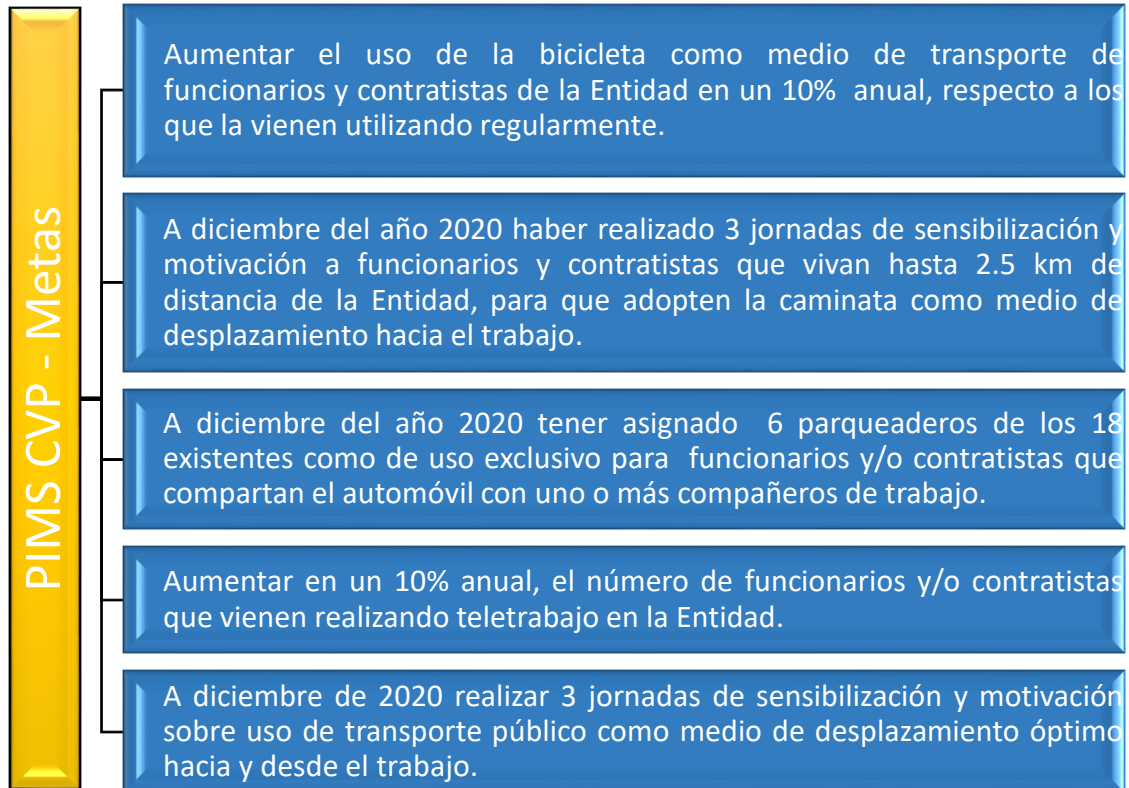 PIMS CVP - Metas
Aumentar el uso de la bicicleta como medio de transporte de
funcionarios y contratistas de la Entidad en un 10% anual, respecto a los
que la vienen utilizando regularmente.
A diciembre del año 2020 haber realizado 3 jornadas de sensibilización y
motivación a funcionarios y contratistas que vivan hasta 2.5 km de
distancia de la Entidad, para que adopten la caminata como medio de
desplazamiento hacia el trabajo.
A diciembre del año 2020 tener asignado 6 parqueaderos de los 18
existentes como de uso exclusivo para funcionarios y/o contratistas que
compartan el automóvil con uno o más compañeros de trabajo.
Aumentar en un 10% anual, el número de funcionarios y/o contratistas
que vienen realizando teletrabajo en la Entidad.
A diciembre de 2020 realizar 3 jornadas de sensibilización y motivación
sobre uso de transporte público como medio de desplazamiento óptimo
hacia y desde el trabajo.